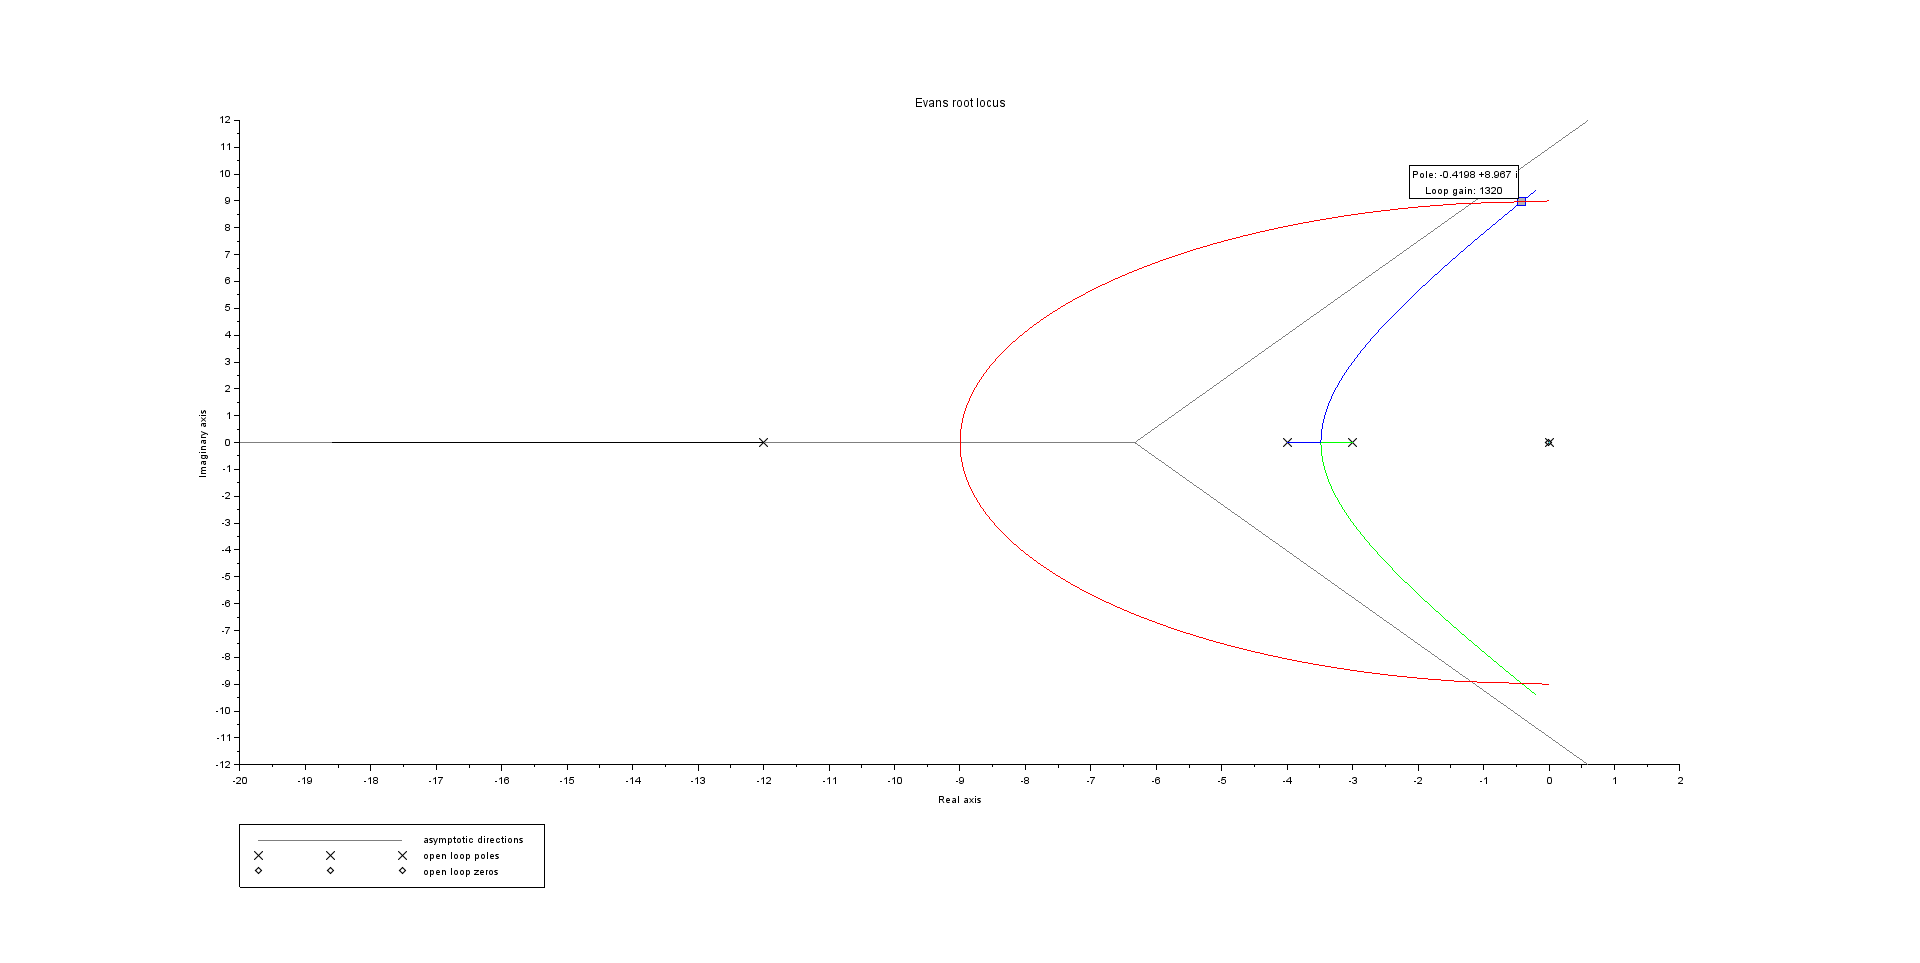 Evans root locus
12
11
10
9
8
7
6
5
4
3
2
1
0
-1
-2
-3
-4
-5
-6
-7
-8
-9
-10
-11
-12
Imaginary axis
Pole: -0.4198 +8.967 i
Loop gain: 1320
-20 -19 -18 -17 -16 -15 -14 -13 -12 -11 -10 -9 -8 -7 -6 -5 -4 -3 -2 -1 0 1 2
Real axis
asymptotic directions
open loop poles
open loop zeros